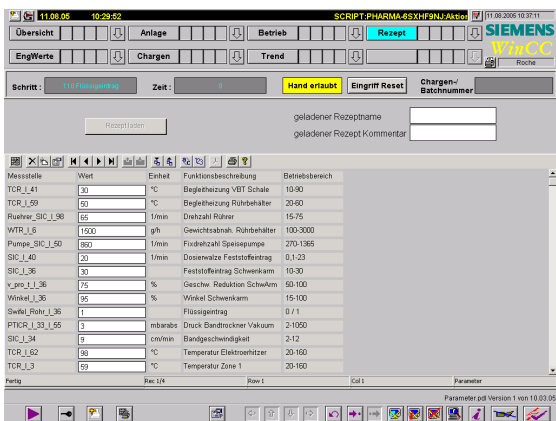 11.08.05 10:29:52 SCRIPT:PHARMA-6SXHF9NJ:Aktion 11.08.2005 10:37:11
Übersicht Anlage Betrieb Rezept SIEMENS
WinCC
EngWerte Chargen Trend Roche
Schritt : 115 Flüssigeintrag Zeit : 0 Hand erlaubt Eingriff Reset Chargen-/
Batchnummer
geladener Rezeptname
Rezept laden
geladener Rezept Kommentar
Messstelle Wert Einheit Funktionsbeschreibung Betriebsbereich
TCR_I_41 30 °C Begleitheizung VBT Schale 10-90
TCR_I_59 50 °C Begleitheizung Rührbehälter 20-60
Ruehrer_SIC_I_98 65 1/min Drehzahl Rührer 15-75
WTR_I_6 1500 g/h Gewichtsabnah. Rührbehälter 100-3000
Pumpe_SIC_I_50 860 1/min Fixdrehzahl Speisepumpe 270-1365
SIC_I_40 20 1/min Dosierwalze Feststoffeintrag 0,1-23
SIC_I_36 30 Feststoffeintrag Schwenkarm 10-30
v_pro_t_I_36 75 % Geschw. Reduktion SchwArm 50-100
Winkel_I_36 95 % Winkel Schwenkarm 15-100
Swifel_Rohr_I_36 1 Flüssigeintrag 0 / 1
PTICR_I_33_I_55 3 mbarabs Druck Bandtrockner Vakuum 2-1050
SIC_I_34 9 cm/min Bandgeschwindigkeit 2-12
TCR_I_62 98 °C Temperatur Elektroerhitzer 20-160
TCR_I_3 59 °C Temperatur Zone 1 20-160
Fertig Rec 1/4 Row 1 Col 1 Parameter
Parameter.pdl Version 1 von 10.03.05